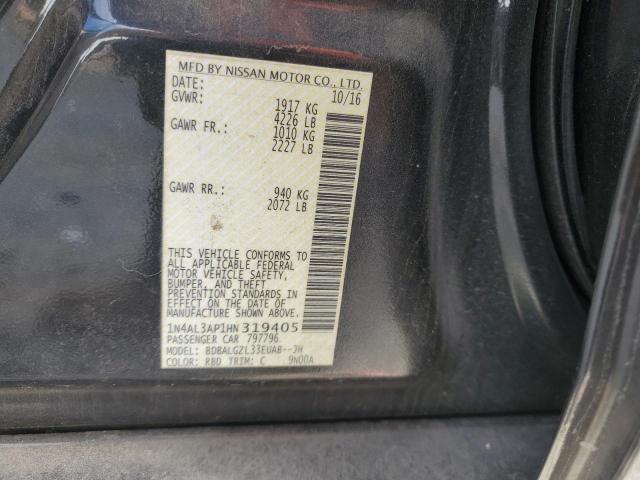 MFD BY NISSAN MOTOR CO., LTD.
DATE: 10/16
GVWR: 1917 KG
4226 LB
GAWR FR.: 1010 KG
2227 LB
GAWR RR.: 940 KG
2072 LB
THIS VEHICLE CONFORMS TO
ALL APPLICABLE FEDERAL
MOTOR VEHICLE SAFETY,
BUMPER, AND THEFT
PREVENTION STANDARDS
IN EFFECT ON THE DATE OF
MANUFACTURE SHOWN ABOVE.
1N4AL3AP1HN319405
PASSENGER CAR 797796
MODEL: BDBALGZL33EUAB--JH
COLOR: RBD TRIM: C 9N00A